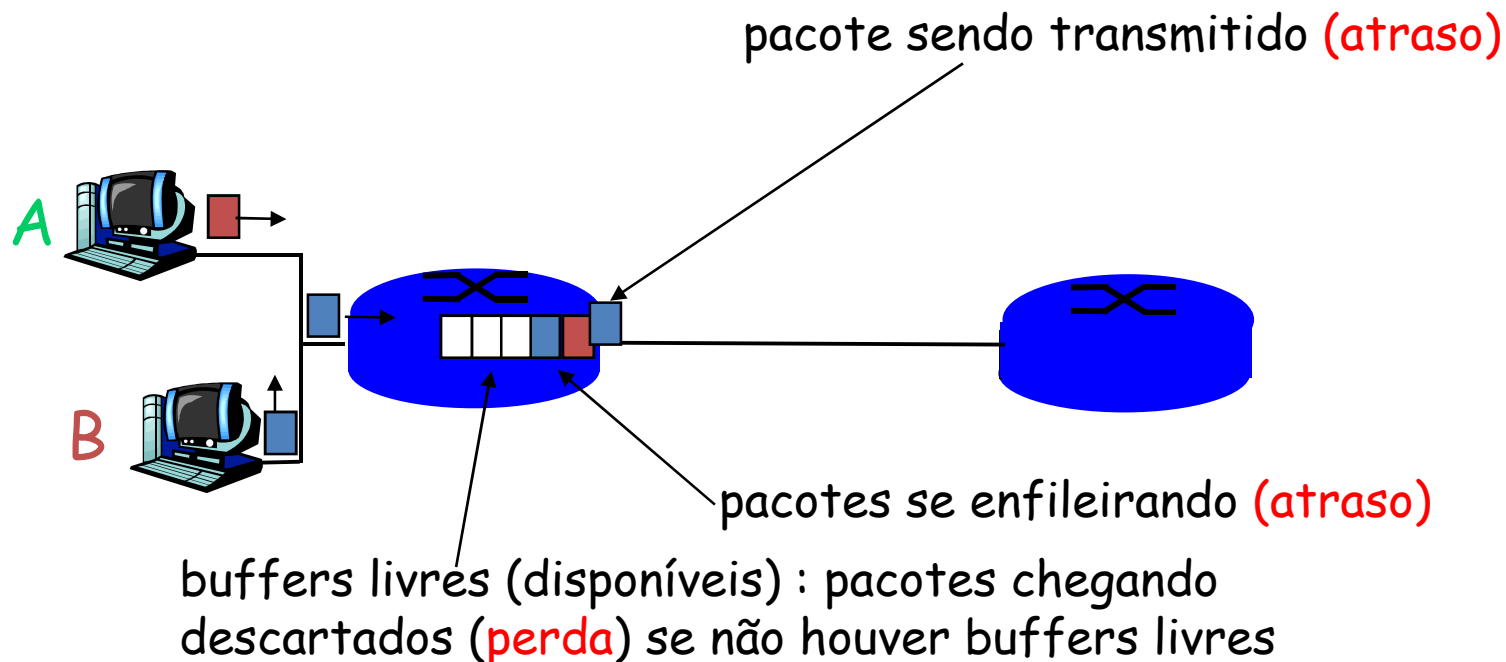 pacote sendo transmitido (atraso)
A
B
pacotes se enfileirando (atraso)
buffers livres (disponíveis) : pacotes chegando
descartados (perda) se não houver buffers livres